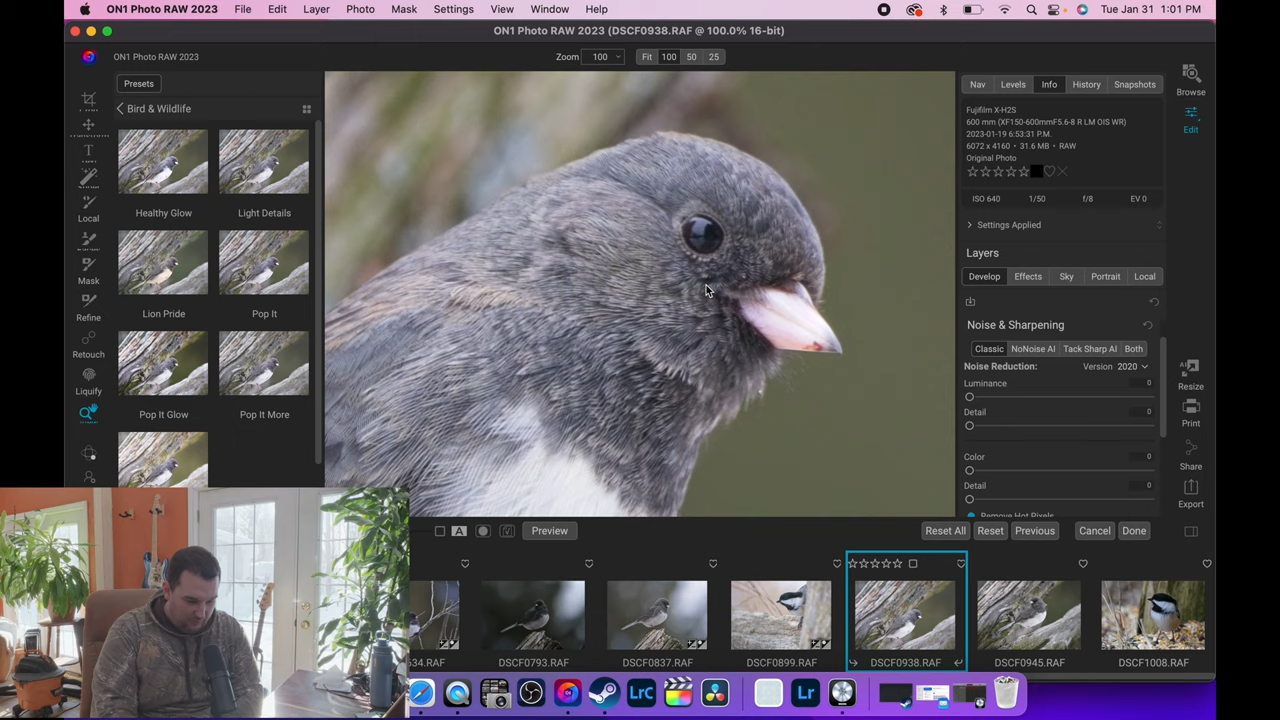 ON1 Photo RAW 2023 File Edit Layer Photo Mask Settings View Window Help Tue Jan 31 1:01 PM
ON1 Photo RAW 2023 (DSCF0938.RAF @ 100.0% 16-bit)
ON1 Photo RAW 2023
Zoom 100 Fit 100 50 25
Presets
Bird & Wildlife
Healthy Glow Light Details
Lion Pride Pop It
Pop It Glow Pop It More
Local
Mask
Refine
Retouch
Liquify
Nav Levels Info History Snapshots
Fujifilm X-H2S
600 mm (XF150-600mmF5.6-8 R LM OIS WR)
2023-01-19 6:53:31 P.M.
6072 x 4160 • 31.6 MB • RAW
Original Photo
ISO 640 1/50 f/8 EV 0
Settings Applied
Layers
Develop Effects Sky Portrait Local
Noise & Sharpening
Classic NoNoise AI Tack Sharp AI Both
Noise Reduction: Version 2020
Luminance 0
Detail 0
Color 0
Detail 0
Remove Hot Pixels
Browse
Edit
Resize
Print
Share
Export
A Preview Reset All Reset Previous Cancel Done
634.RAF DSCF0793.RAF DSCF0837.RAF DSCF0899.RAF DSCF0938.RAF DSCF0945.RAF DSCF1008.RAF
LrC Lr